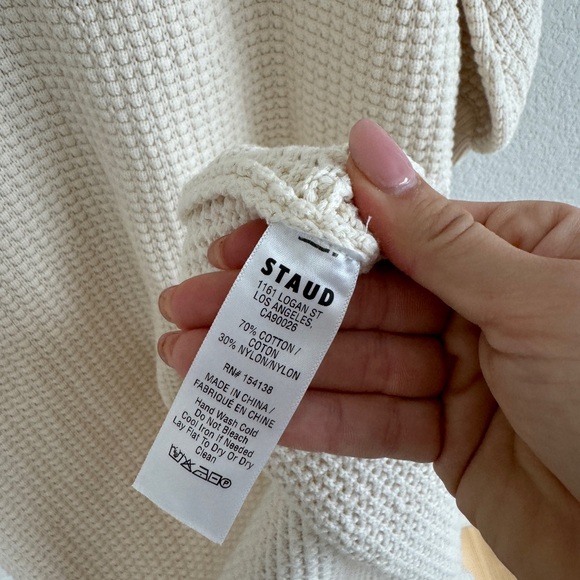 STAUD
1161 LOGAN ST
LOS ANGELES,
CA90026
70% COTTON /
COTON
30% NYLON/NYLON
RN# 154138
MADE IN CHINA /
FABRIQUÉ EN CHINE
Hand Wash Cold
Do Not Bleach
Cool Iron If Needed
Lay Flat To Dry Or Dry
Clean
P